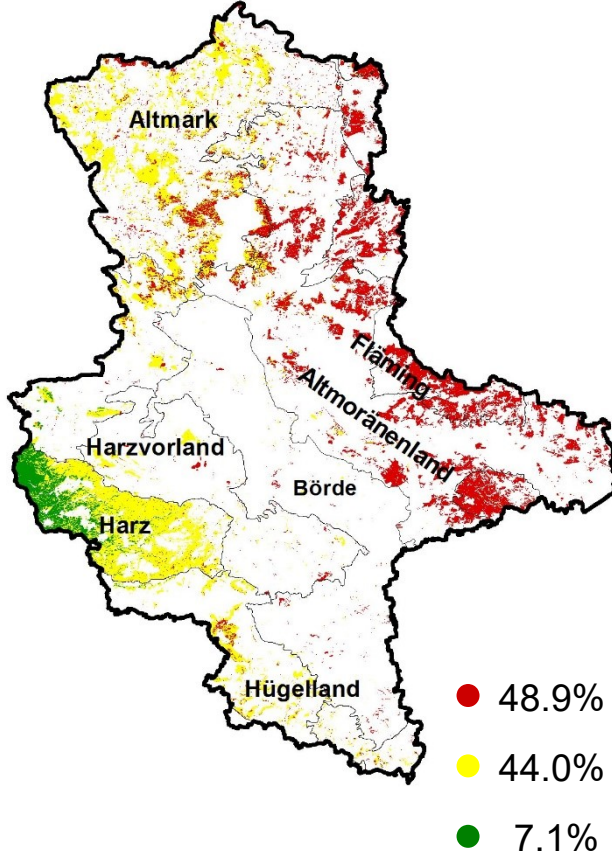 Altmark
Fläming
Altmoränenland
Harzvorland
Börde
Harz
Hügelland
48.9%
44.0%
7.1%